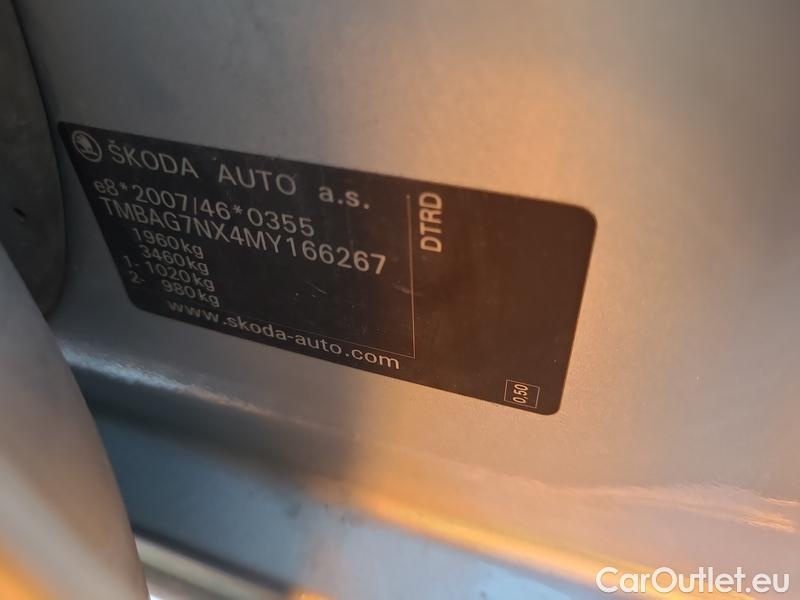 ŠKODA AUTO a.s.
e8*2007/46*0355
TMBAG7NX4MY166267
1960kg
3460kg
1- 1020kg
2- 980kg
www.skoda-auto.com
DTRD
0.50
CarOutlet.eu